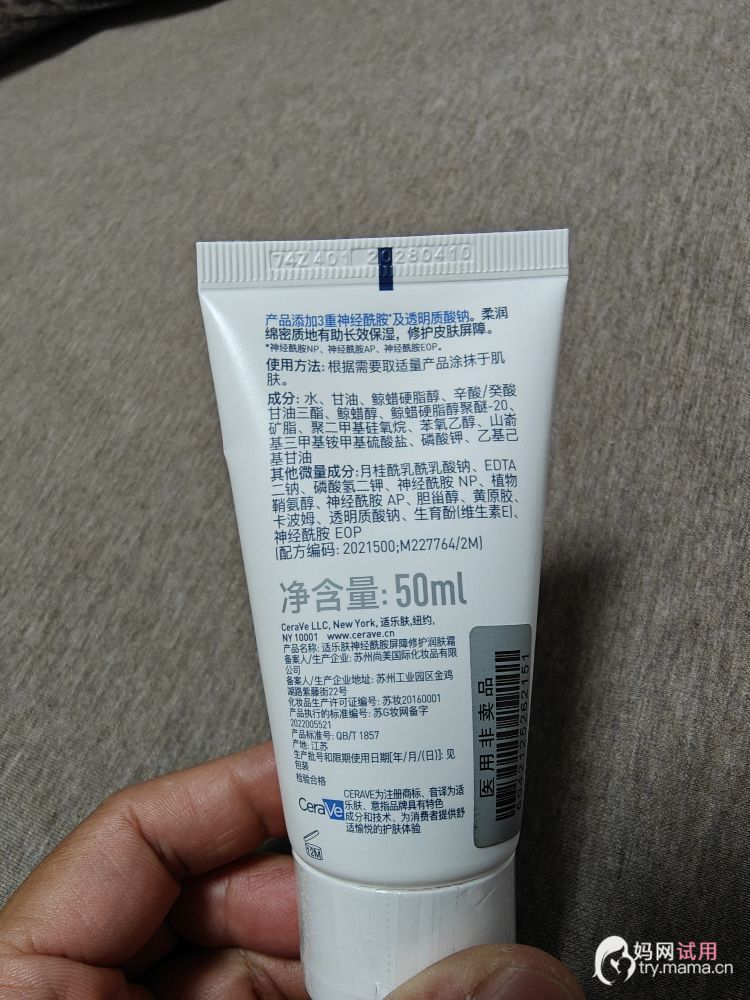 74Z401 20280410
产品添加3重神经酰胺*及透明质酸钠。柔润
绵密质地有助长效保湿，修护皮肤屏障。
*神经酰胺NP、神经酰胺AP、神经酰胺EOP。
使用方法: 根据需要取适量产品涂抹于肌
肤。
成分: 水、甘油、鲸蜡硬脂醇、辛酸/癸酸
甘油三酯、鲸蜡醇、鲸蜡硬脂醇聚醚-20、
矿脂、聚二甲基硅氧烷、苯氧乙醇、山嵛
基三甲基铵甲基硫酸盐、磷酸钾、乙基己
基甘油
其他微量成分:月桂酰乳酰乳酸钠、EDTA
二钠、磷酸氢二钾、神经酰胺 NP、植物
鞘氨醇、神经酰胺 AP、胆甾醇、黄原胶、
卡波姆、透明质酸钠、生育酚(维生素E)、
神经酰胺 EOP
(配方编码: 2021500;M227764/2M)
净含量: 50ml
CeraVe LLC, New York, 适乐肤,纽约,
NY 10001 www.cerave.cn
产品名称: 适乐肤神经酰胺屏障修护润肤霜
备案人/生产企业: 苏州尚美国际化妆品有限
公司
备案人/生产企业地址: 苏州工业园区金鸡
湖路紫藤街22号
化妆品生产许可证编号: 苏妆20160001
产品执行的标准编号: 苏G妆网备字
2022005521
产品标准号: QB/T 1857
产地: 江苏
生产批号和限期使用日期[年/月/(日)]: 见
包装
检验合格
CeraVe
CERAVE为注册商标、音译为适
乐肤、意指品牌具有特色
成分和技术、为消费者提供舒
适愉悦的护肤体验
12M
医用非卖品
妈网试用
try.mama.cn